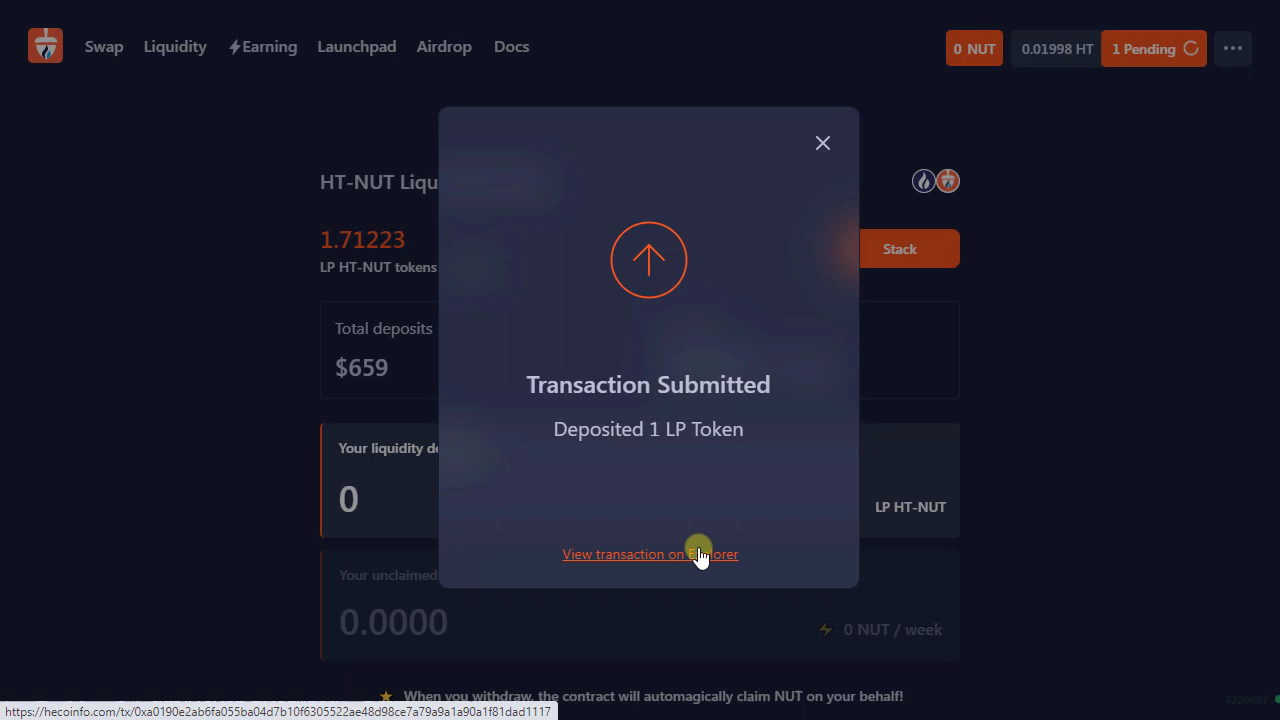 Swap Liquidity Earning Launchpad Airdrop Docs 0 NUT 0.01998 HT 1 Pending
HT-NUT Liqu
1.71223
LP HT-NUT tokens
Stack
Total deposits
$659
Transaction Submitted
Deposited 1 LP Token
Your liquidity de
0
LP HT-NUT
View transaction on Explorer
Your unclaimed
0.0000
0 NUT / week
When you withdraw, the contract will automagically claim NUT on your behalf!
https://hecoinfo.com/tx/0xa0190e2ab6fa055ba04d7b10f6305522ae48d98ce7a79a9a1a90a1f81dad1117